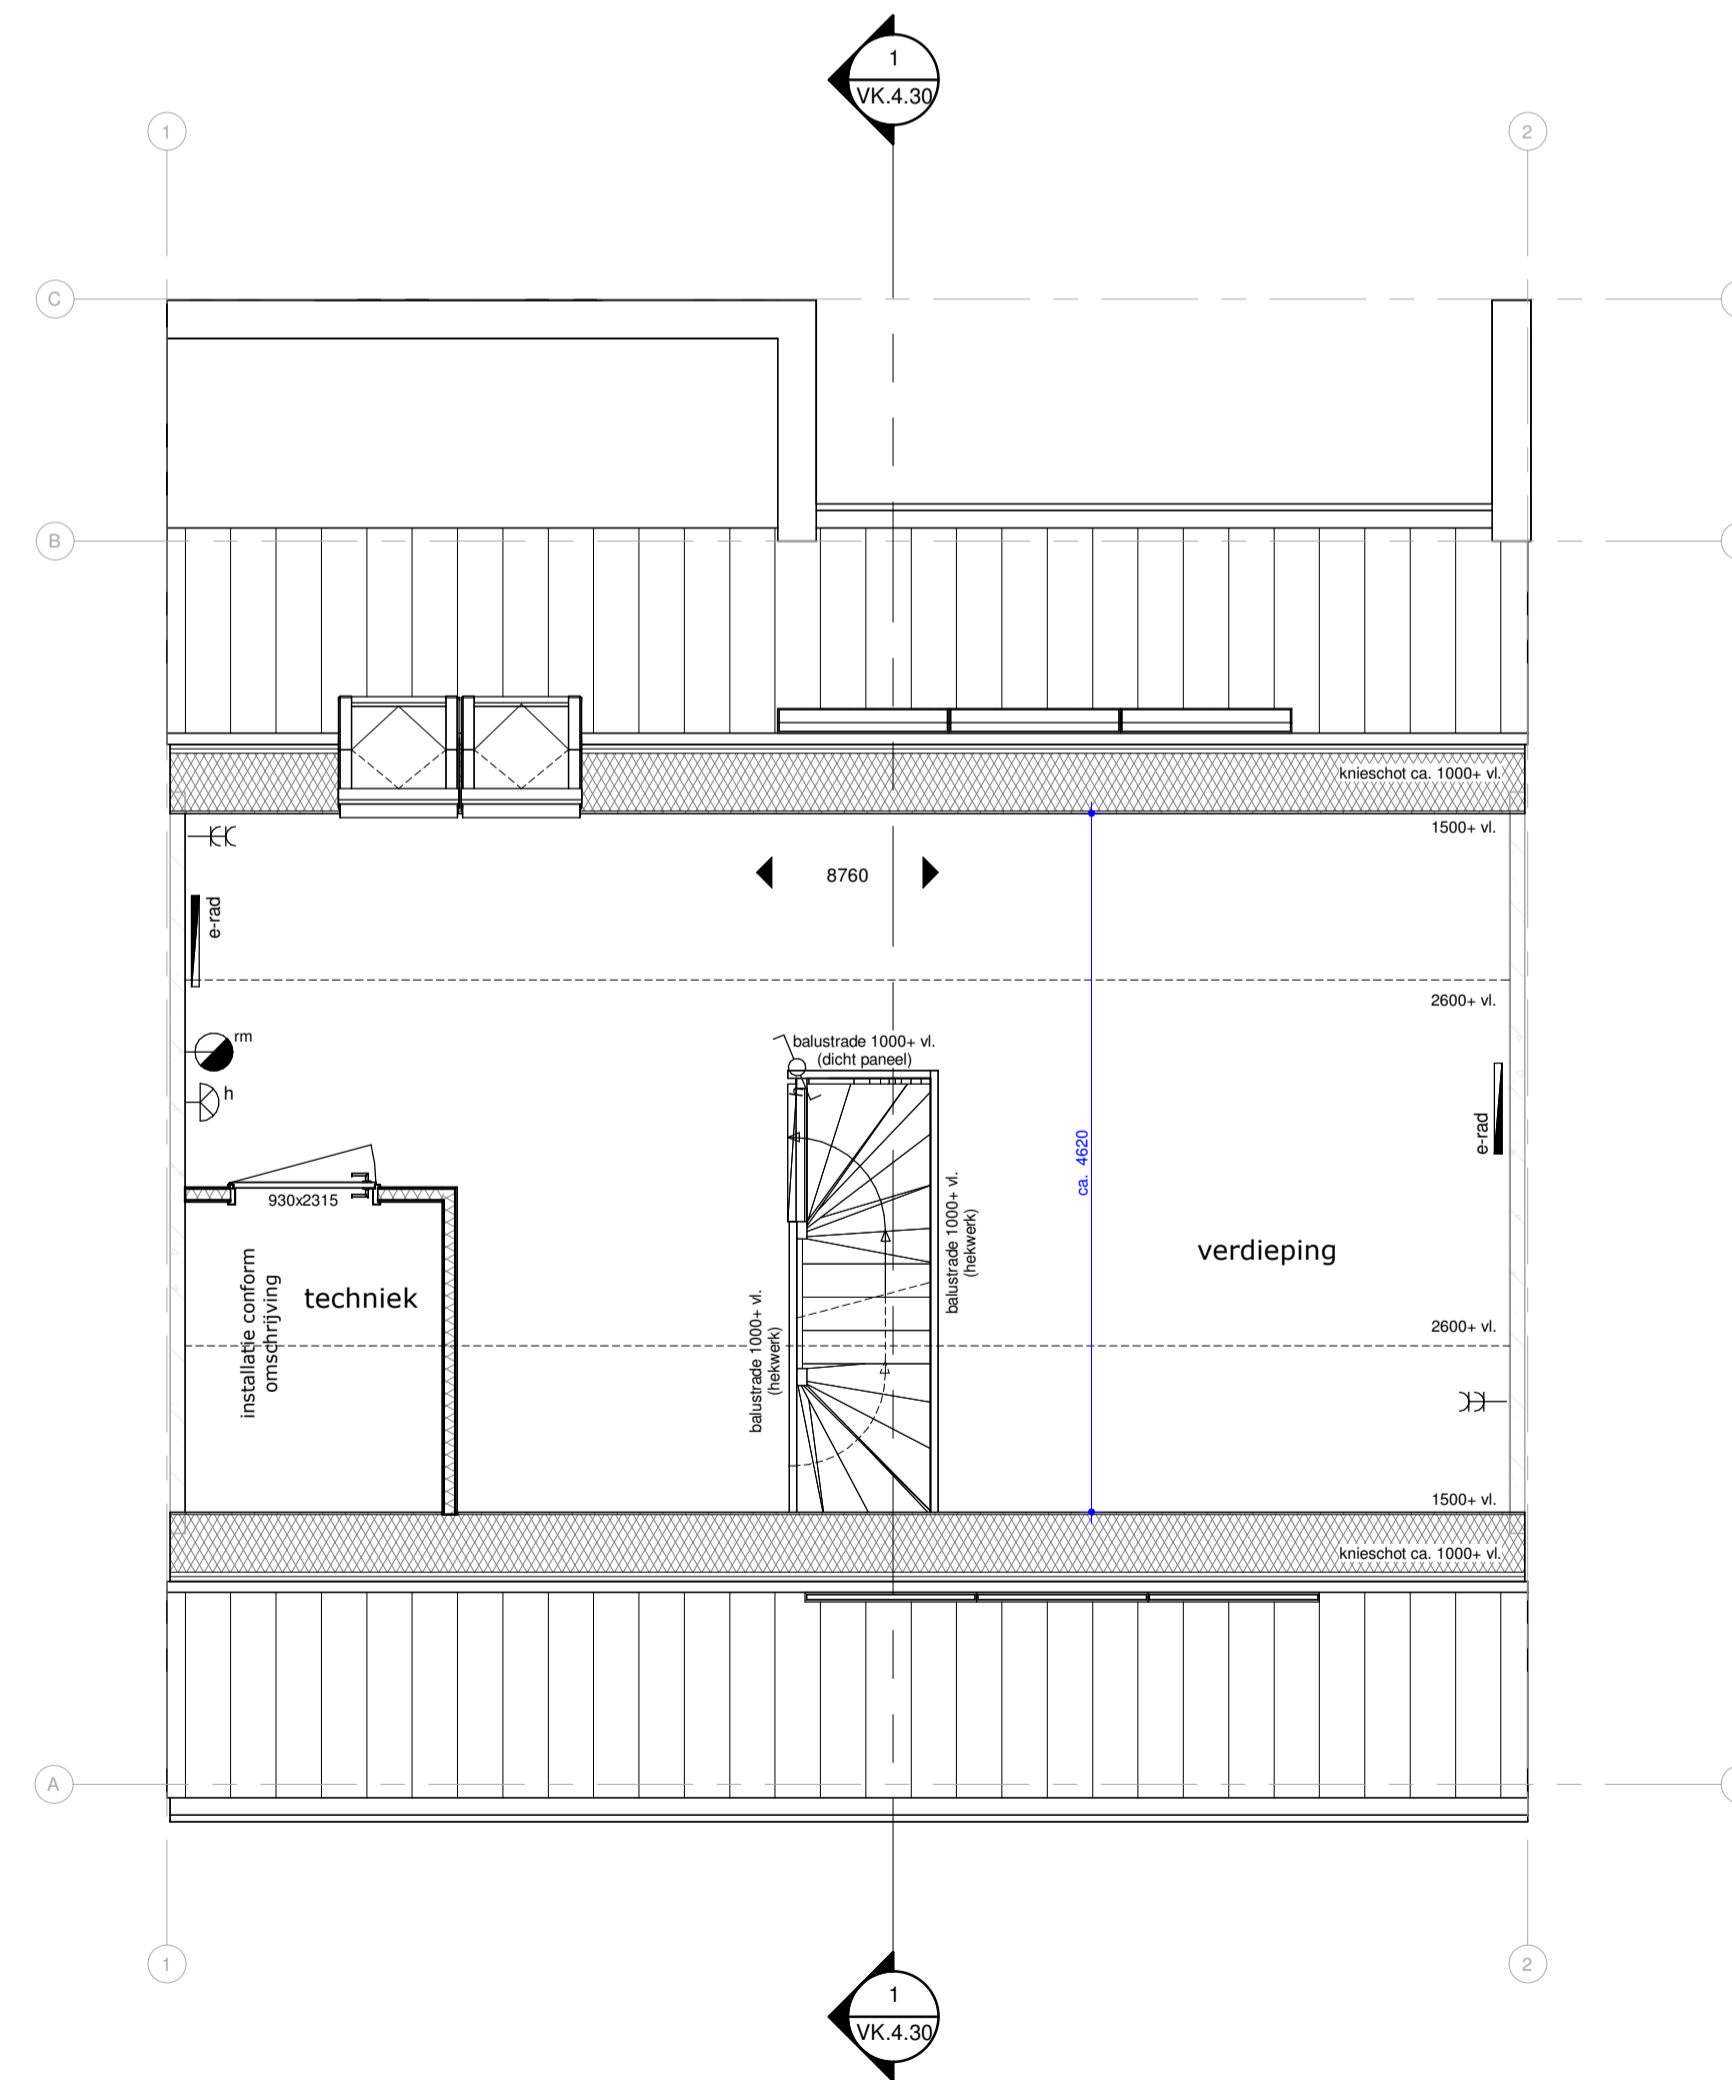 1
VK.4.30
1
2
C
B
knieschot ca. 1000+ vl.
1500+ vl.
8760
e-rad
2600+ vl.
rm
balustrade 1000+ vl.
(dicht paneel)
h
e-rad
ca. 4620
930x2315
balustrade 1000+ vl.
(hekwerk)
verdieping
installatie conform
omschrijving
techniek
balustrade 1000+ vl.
(hekwerk)
2600+ vl.
1500+ vl.
knieschot ca. 1000+ vl.
A
1
2
1
VK.4.30